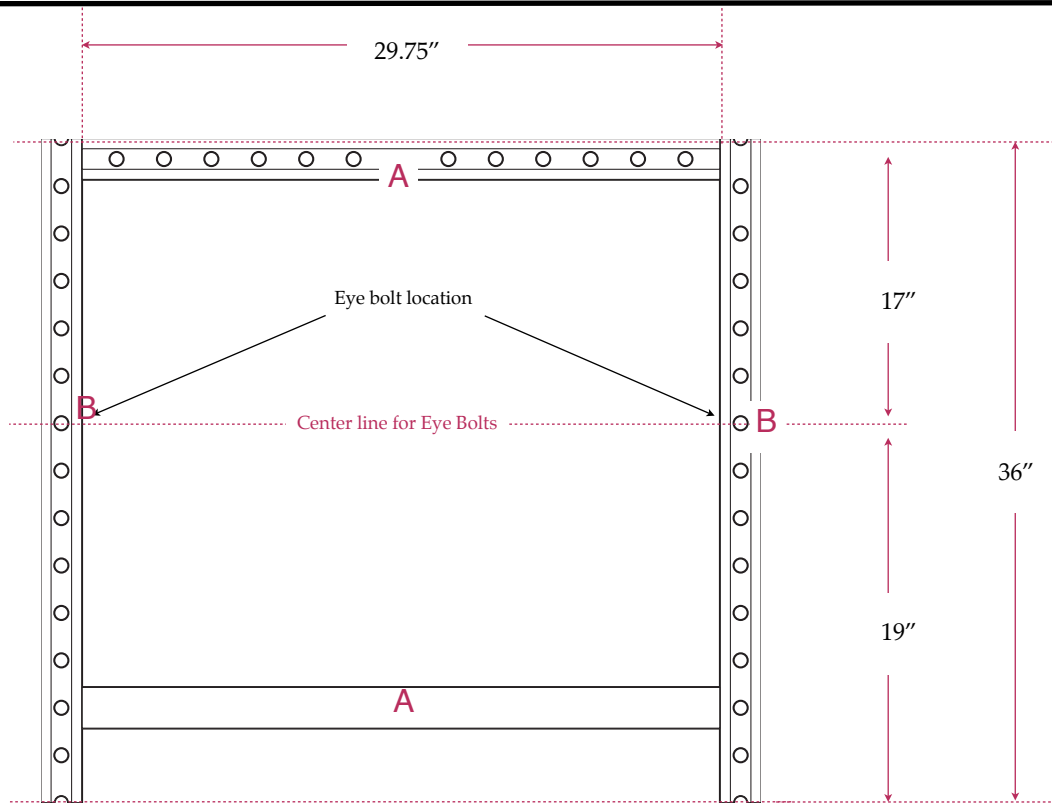 29.75″
A
Eye bolt location
17″
B
Center line for Eye Bolts
B
36″
19″
A